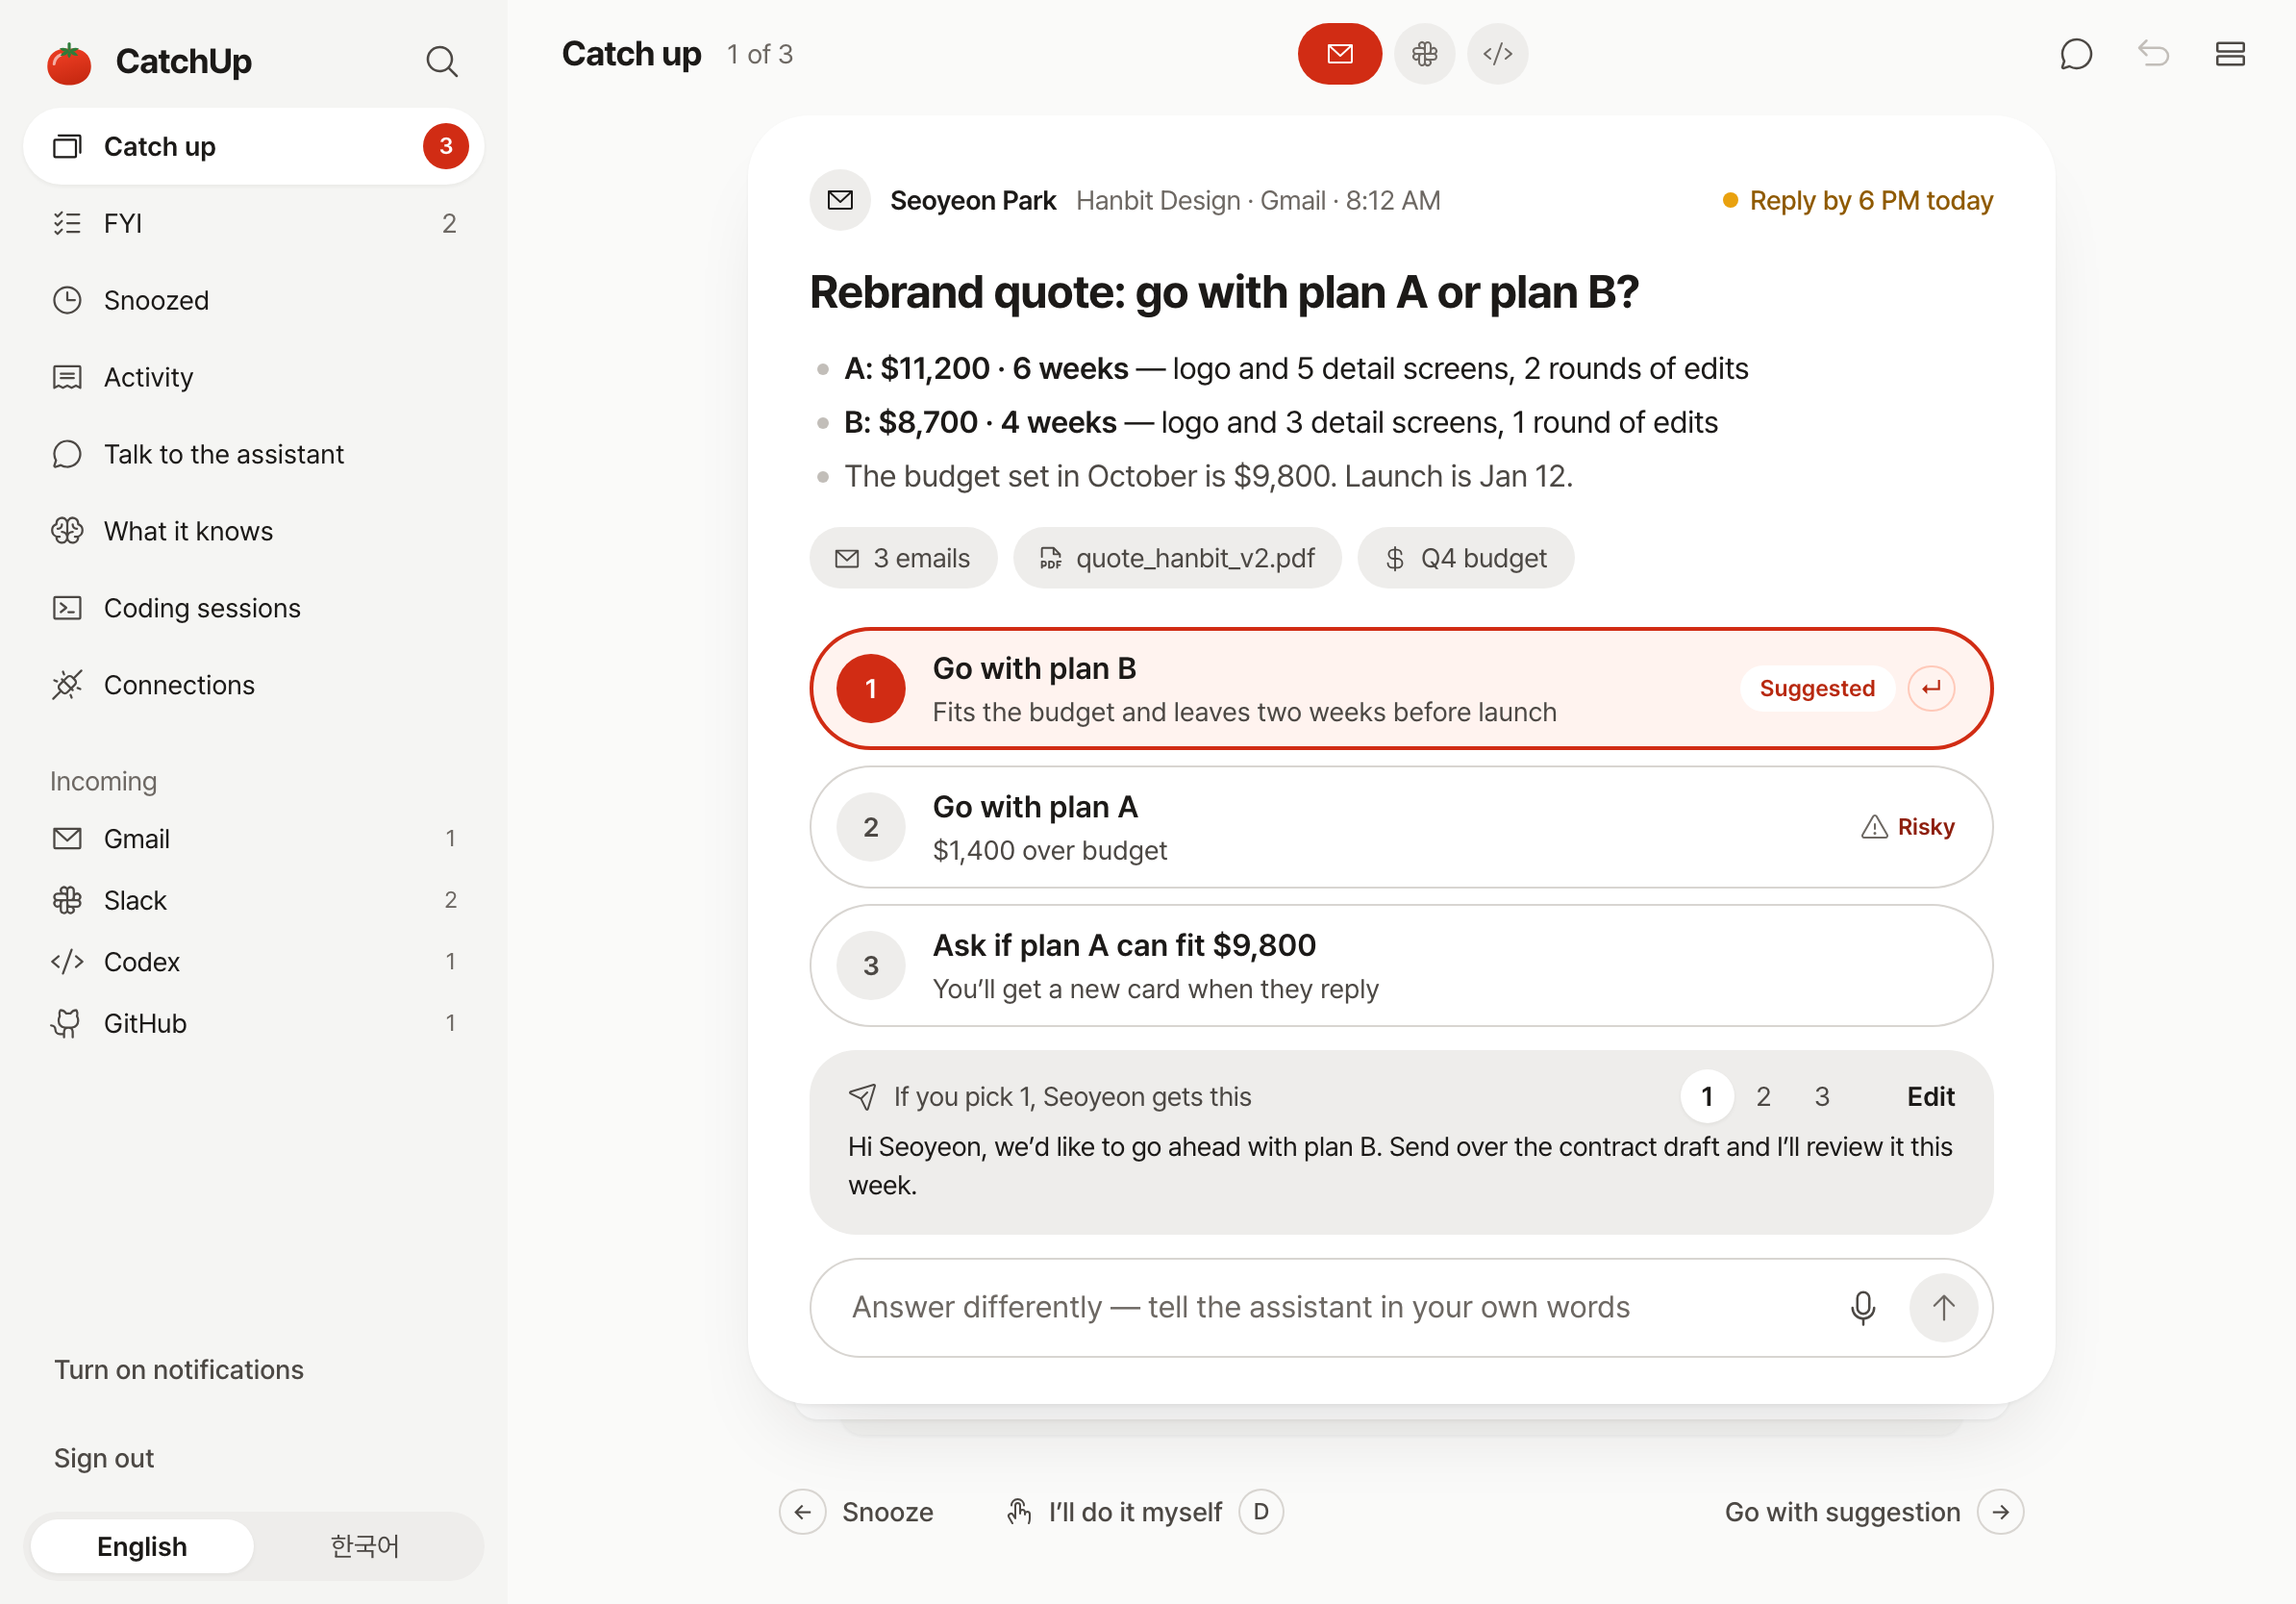 CatchUp
Catch up
3
FYI
2
Snoozed
Activity
Talk to the assistant
What it knows
Coding sessions
Connections
Incoming
Gmail
1
Slack
2
Codex
1
GitHub
1
Turn on notifications
Sign out
English
한국어
Catch up 1 of 3
Seoyeon Park Hanbit Design · Gmail · 8:12 AM
Reply by 6 PM today
Rebrand quote: go with plan A or plan B?
A: $11,200 · 6 weeks — logo and 5 detail screens, 2 rounds of edits
B: $8,700 · 4 weeks — logo and 3 detail screens, 1 round of edits
The budget set in October is $9,800. Launch is Jan 12.
3 emails
PDF quote_hanbit_v2.pdf
$ Q4 budget
1
Go with plan B
Fits the budget and leaves two weeks before launch
Suggested
2
Go with plan A
$1,400 over budget
Risky
3
Ask if plan A can fit $9,800
You’ll get a new card when they reply
If you pick 1, Seoyeon gets this
1 2 3 Edit
Hi Seoyeon, we’d like to go ahead with plan B. Send over the contract draft and I’ll review it this
week.
Answer differently — tell the assistant in your own words
Snooze
I’ll do it myself D
Go with suggestion